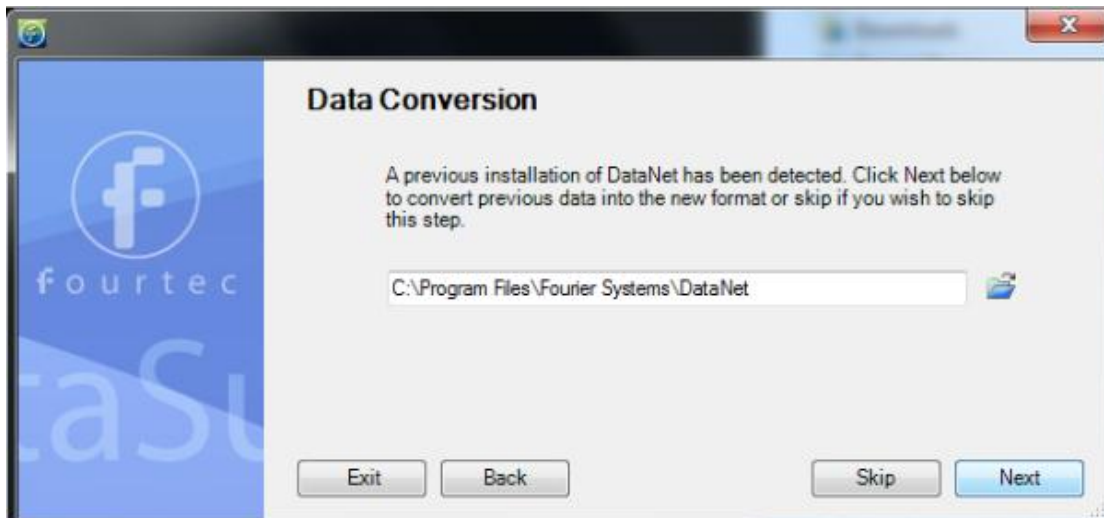 Data Conversion
A previous installation of DataNet has been detected. Click Next below
to convert previous data into the new format or skip if you wish to skip
this step.
fourtec
C:\Program Files\Fourier Systems\DataNet
taSu
Exit
Back
Skip
Next